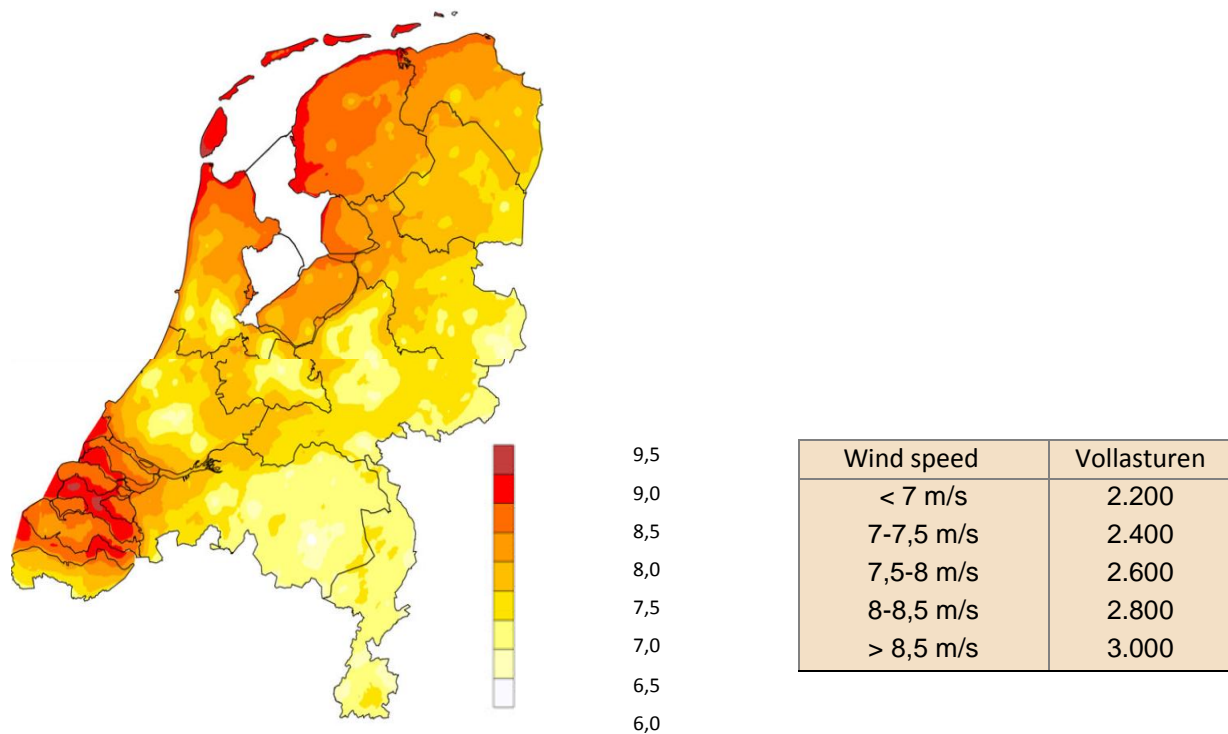 9,5
9,0
8,5
8,0
7,5
7,0
6,5
6,0
Wind speed Vollasturen
< 7 m/s 2.200
7-7,5 m/s 2.400
7,5-8 m/s 2.600
8-8,5 m/s 2.800
> 8,5 m/s 3.000